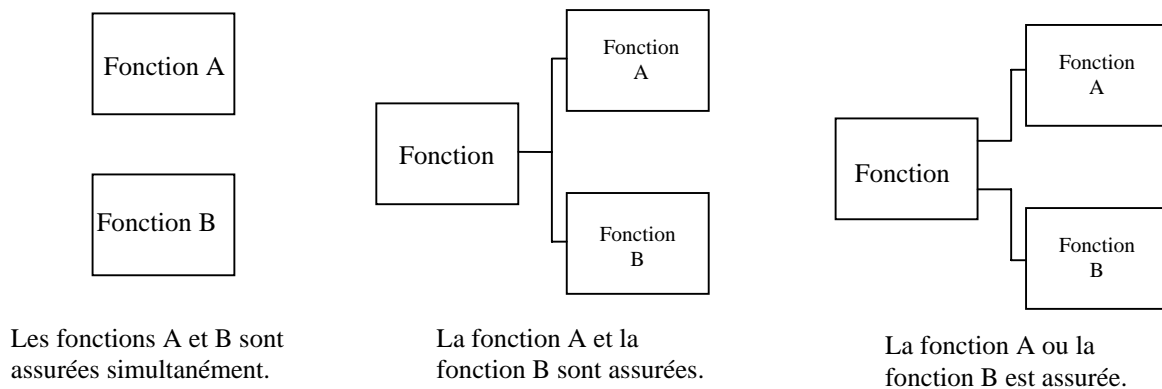 Fonction A
Fonction B
Les fonctions A et B sont
assurées simultaném.
Fonction
Fonction
A
Fonction
B
La fonction A et la
fonction B sont assurées.
Fonction
Fonction
A
Fonction
B
La fonction A ou la
fonction B est assurée.